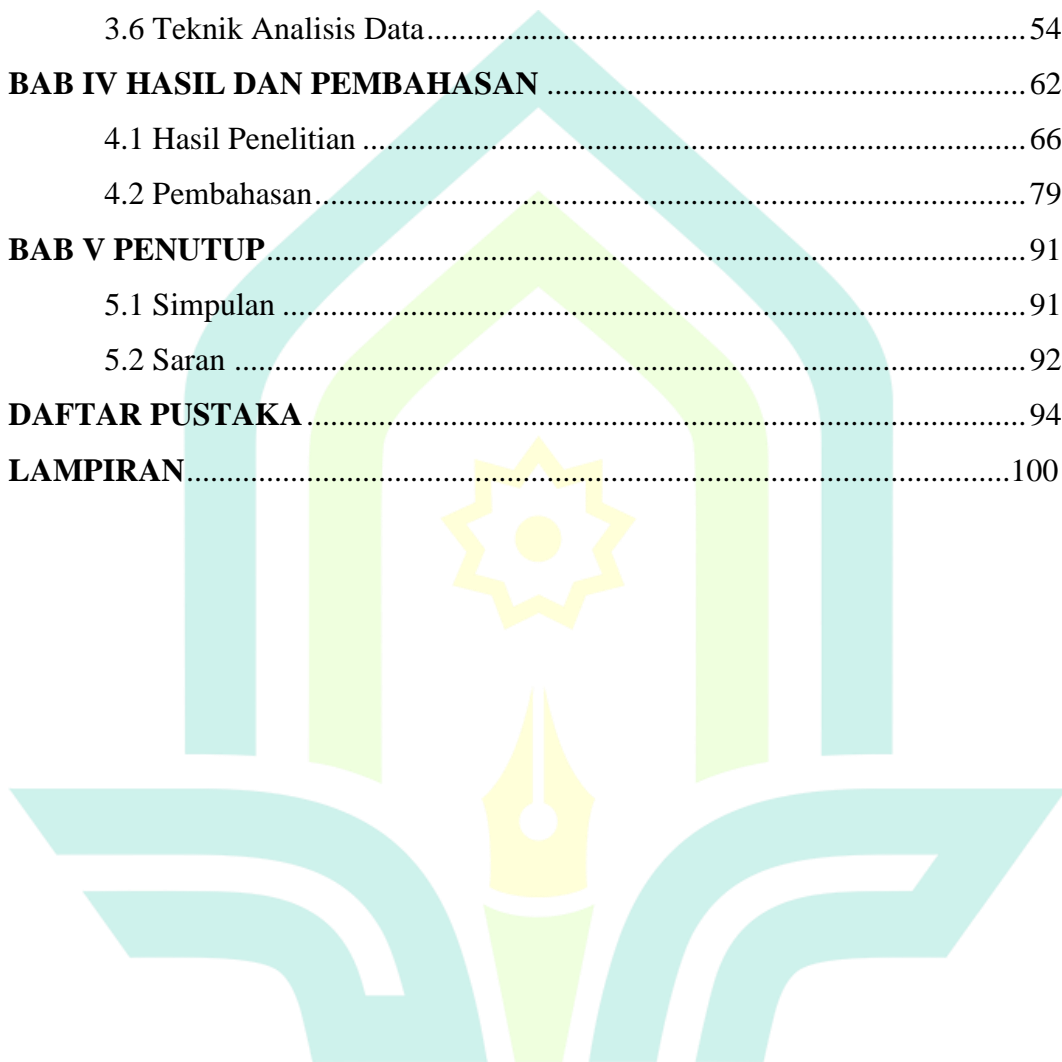 3.6 Teknik Analisis Data........................................................................................54
BAB IV HASIL DAN PEMBAHASAN.......................................................................62
4.1 Hasil Penelitian..................................................................................................66
4.2 Pembahasan........................................................................................................79
BAB V PENUTUP.....................................................................................................91
5.1 Simpulan.............................................................................................................91
5.2 Saran...................................................................................................................92
DAFTAR PUSTAKA................................................................................................94
LAMPIRAN...............................................................................................................100